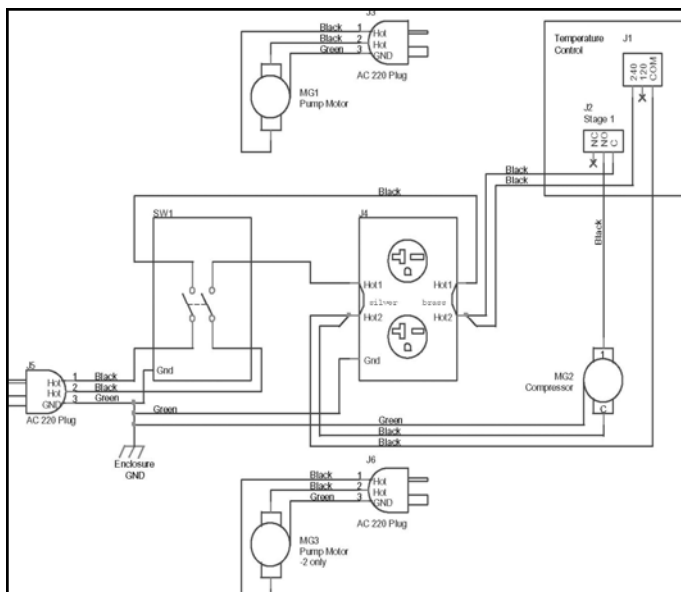 J3
Black 1 Hot
Black 2 Hot
Green 3 GND
AC 220 Plug
MG1
Pump Motor
Temperature
Control
J1
240
120
COM
J2
Stage 1
NC
NO
C
Black
Black
Black
Black
SW1
J4
Hot1
Hot1
silver
brass
Hot2
Hot2
Gnd
Gnd
J5
Hot 1 Black
Hot 2 Black
GND 3 Green
AC 220 Plug
Enclosure
GND
Green
Green
Black
Black
1
MG2
Compressor
C
J6
Black 1 Hot
Black 2 Hot
Green 3 GND
AC 220 Plug
MG3
Pump Motor
-2 only